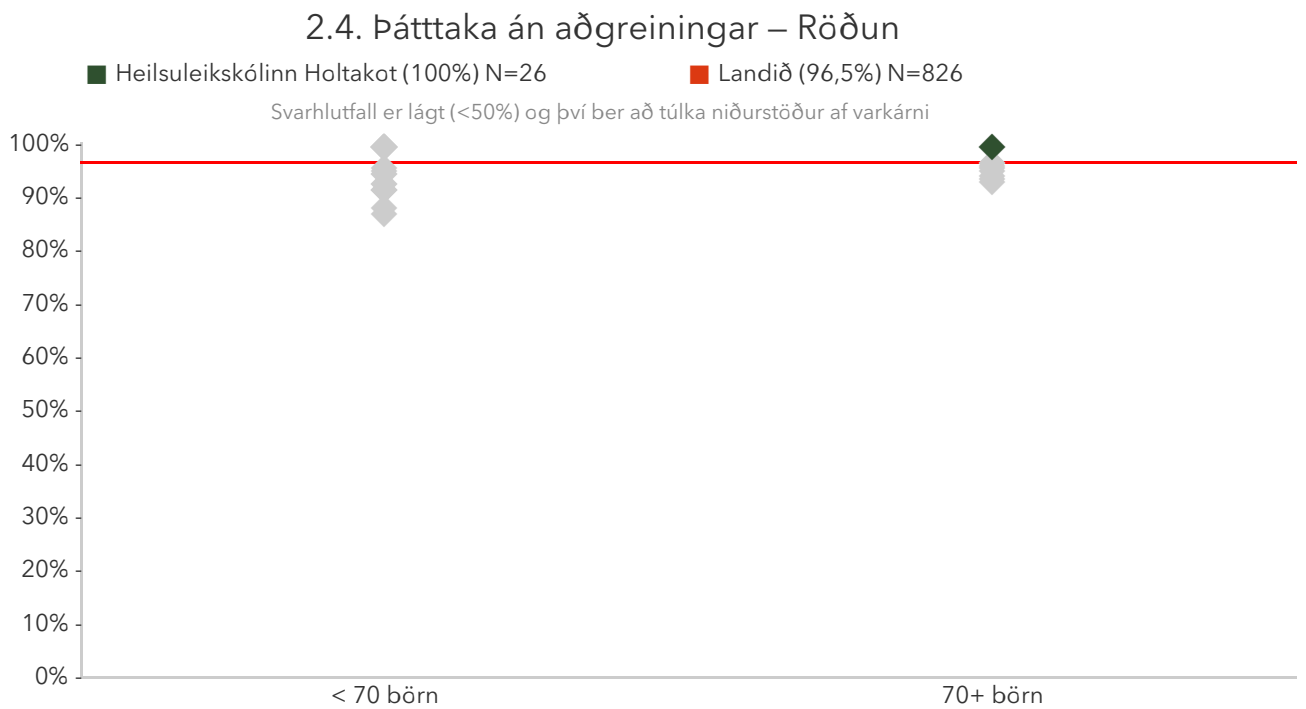 2.4. Þátttaka án aðgreiningar – Röðun
Heilsuleikskólinn Holtakot (100%) N=26
Landið (96,5%) N=826
Svarhlutfall er lágt (<50%) og því ber að túlka niðurstöður af varkárni
100%
90%
80%
70%
60%
50%
40%
30%
20%
10%
0%
< 70 börn
70+ börn